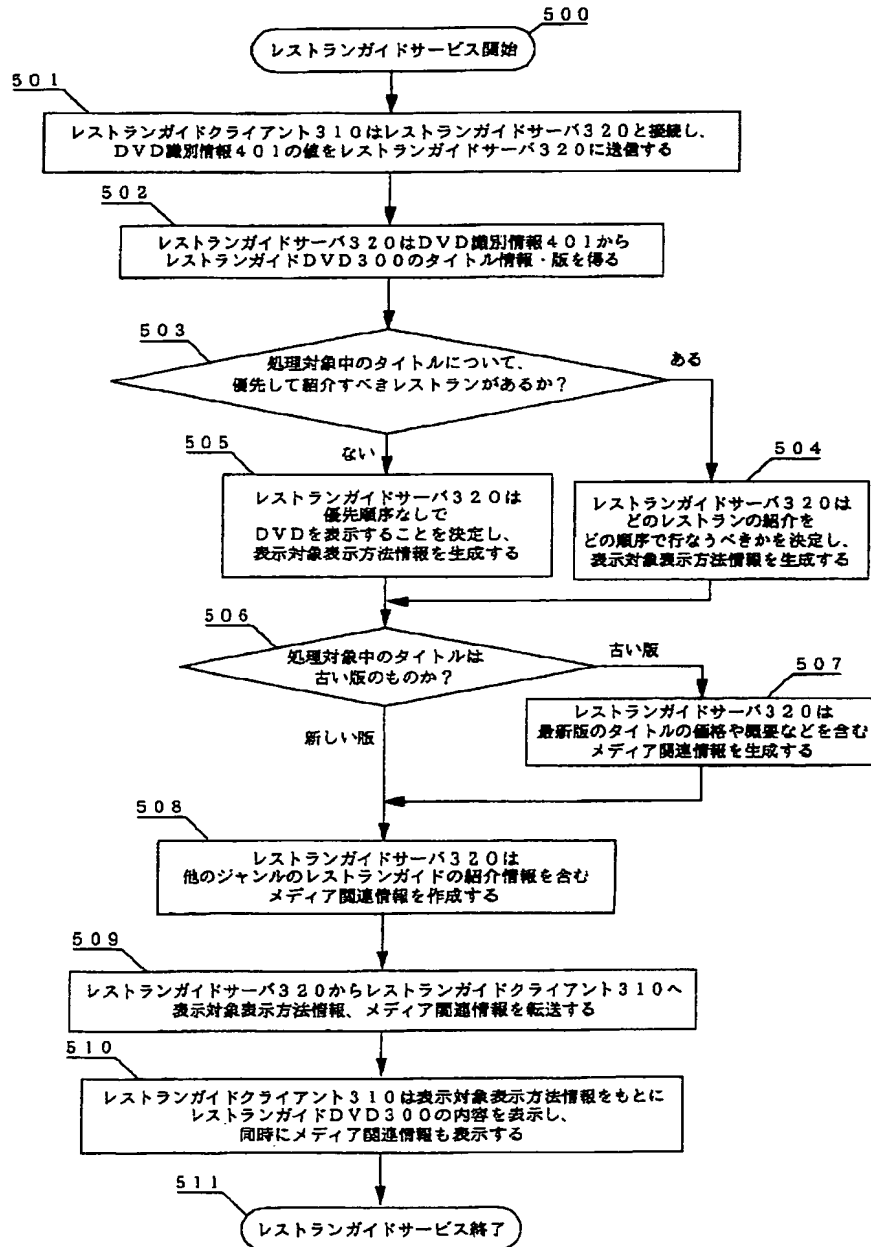 500
レストランガイドサービス開始
501
レストランガイドクライアント310はレストランガイドサーバ320と接続し、
DVD識別情報401の値をレストランガイドサーバ320に送信する
502
レストランガイドサーバ320はDVD識別情報401から
レストランガイドDVD300のタイトル情報・版を得る
503
処理対象中のタイトルについて、
優先して紹介すべきレストランがあるか?
ある
ない
505
レストランガイドサーバ320は
優先順序なしで
DVDを表示することを決定し、
表示対象表示方法情報を生成する
504
レストランガイドサーバ320は
どのレストランの紹介を
どの順序で行なうべきかを決定し、
表示対象表示方法情報を生成する
506
処理対象中のタイトルは
古い版のものか?
古い版
新しい版
507
レストランガイドサーバ320は
最新版のタイトルの価格や概要などを含む
メディア関連情報を生成する
508
レストランガイドサーバ320は
他のジャンルのレストランガイドの紹介情報を含む
メディア関連情報を作成する
509
レストランガイドサーバ320からレストランガイドクライアント310へ
表示対象表示方法情報、メディア関連情報を転送する
510
レストランガイドクライアント310は表示対象表示方法情報をもとに
レストランガイドDVD300の内容を表示し、
同時にメディア関連情報も表示する
511
レストランガイドサービス終了